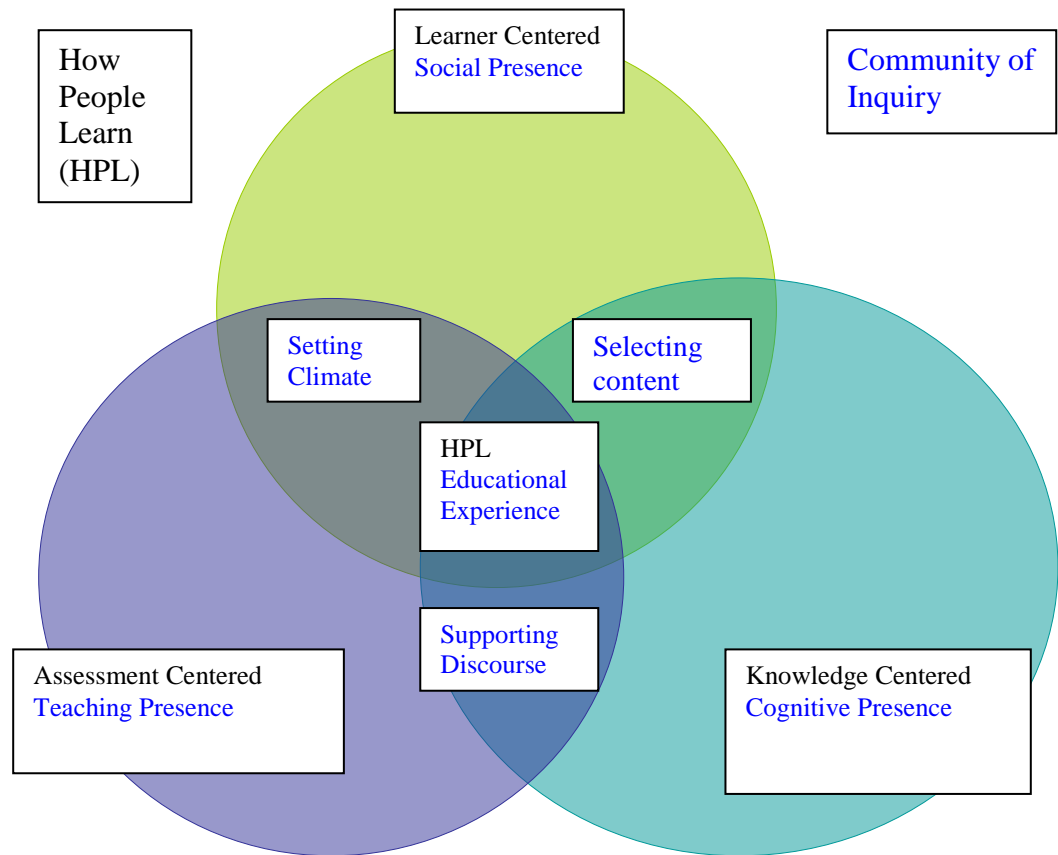 How
People
Learn
(HPL)
Learner Centered
Social Presence
Community of
Inquiry
Setting
Climate
Selecting
content
HPL
Educational
Experience
Supporting
Discourse
Assessment Centered
Teaching Presence
Knowledge Centered
Cognitive Presence